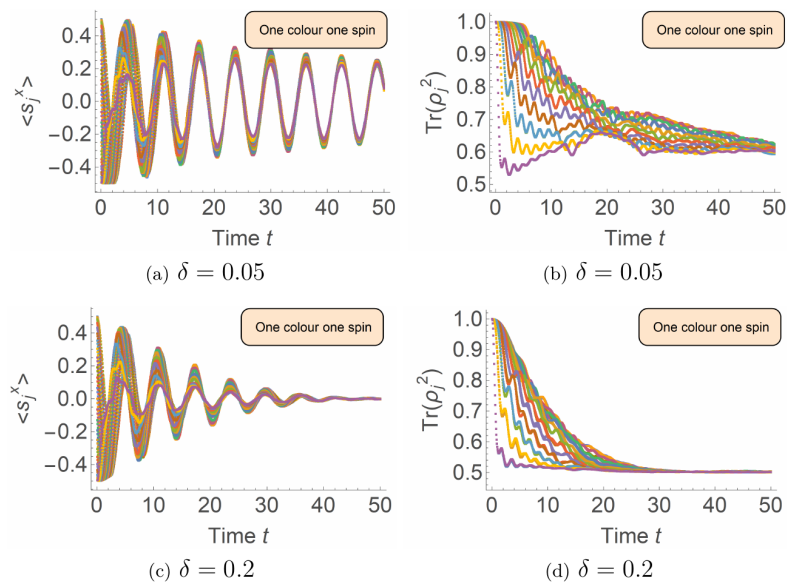 One colour one spin
<s_j^x>
0.4
0.2
0.0
−0.2
−0.4
0 10 20 30 40 50
Time t
(a) δ = 0.05
One colour one spin
Tr(ρ_j^2)
1.0
0.9
0.8
0.7
0.6
0.5
0 10 20 30 40 50
Time t
(b) δ = 0.05
One colour one spin
<s_j^x>
0.4
0.2
0.0
−0.2
−0.4
0 10 20 30 40 50
Time t
(c) δ = 0.2
One colour one spin
Tr(ρ_j^2)
1.0
0.9
0.8
0.7
0.6
0.5
0 10 20 30 40 50
Time t
(d) δ = 0.2